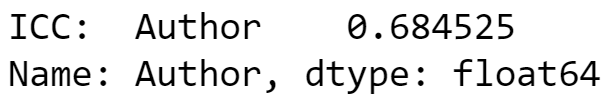 ICC:  Author    0.684525
Name: Author, dtype: float64